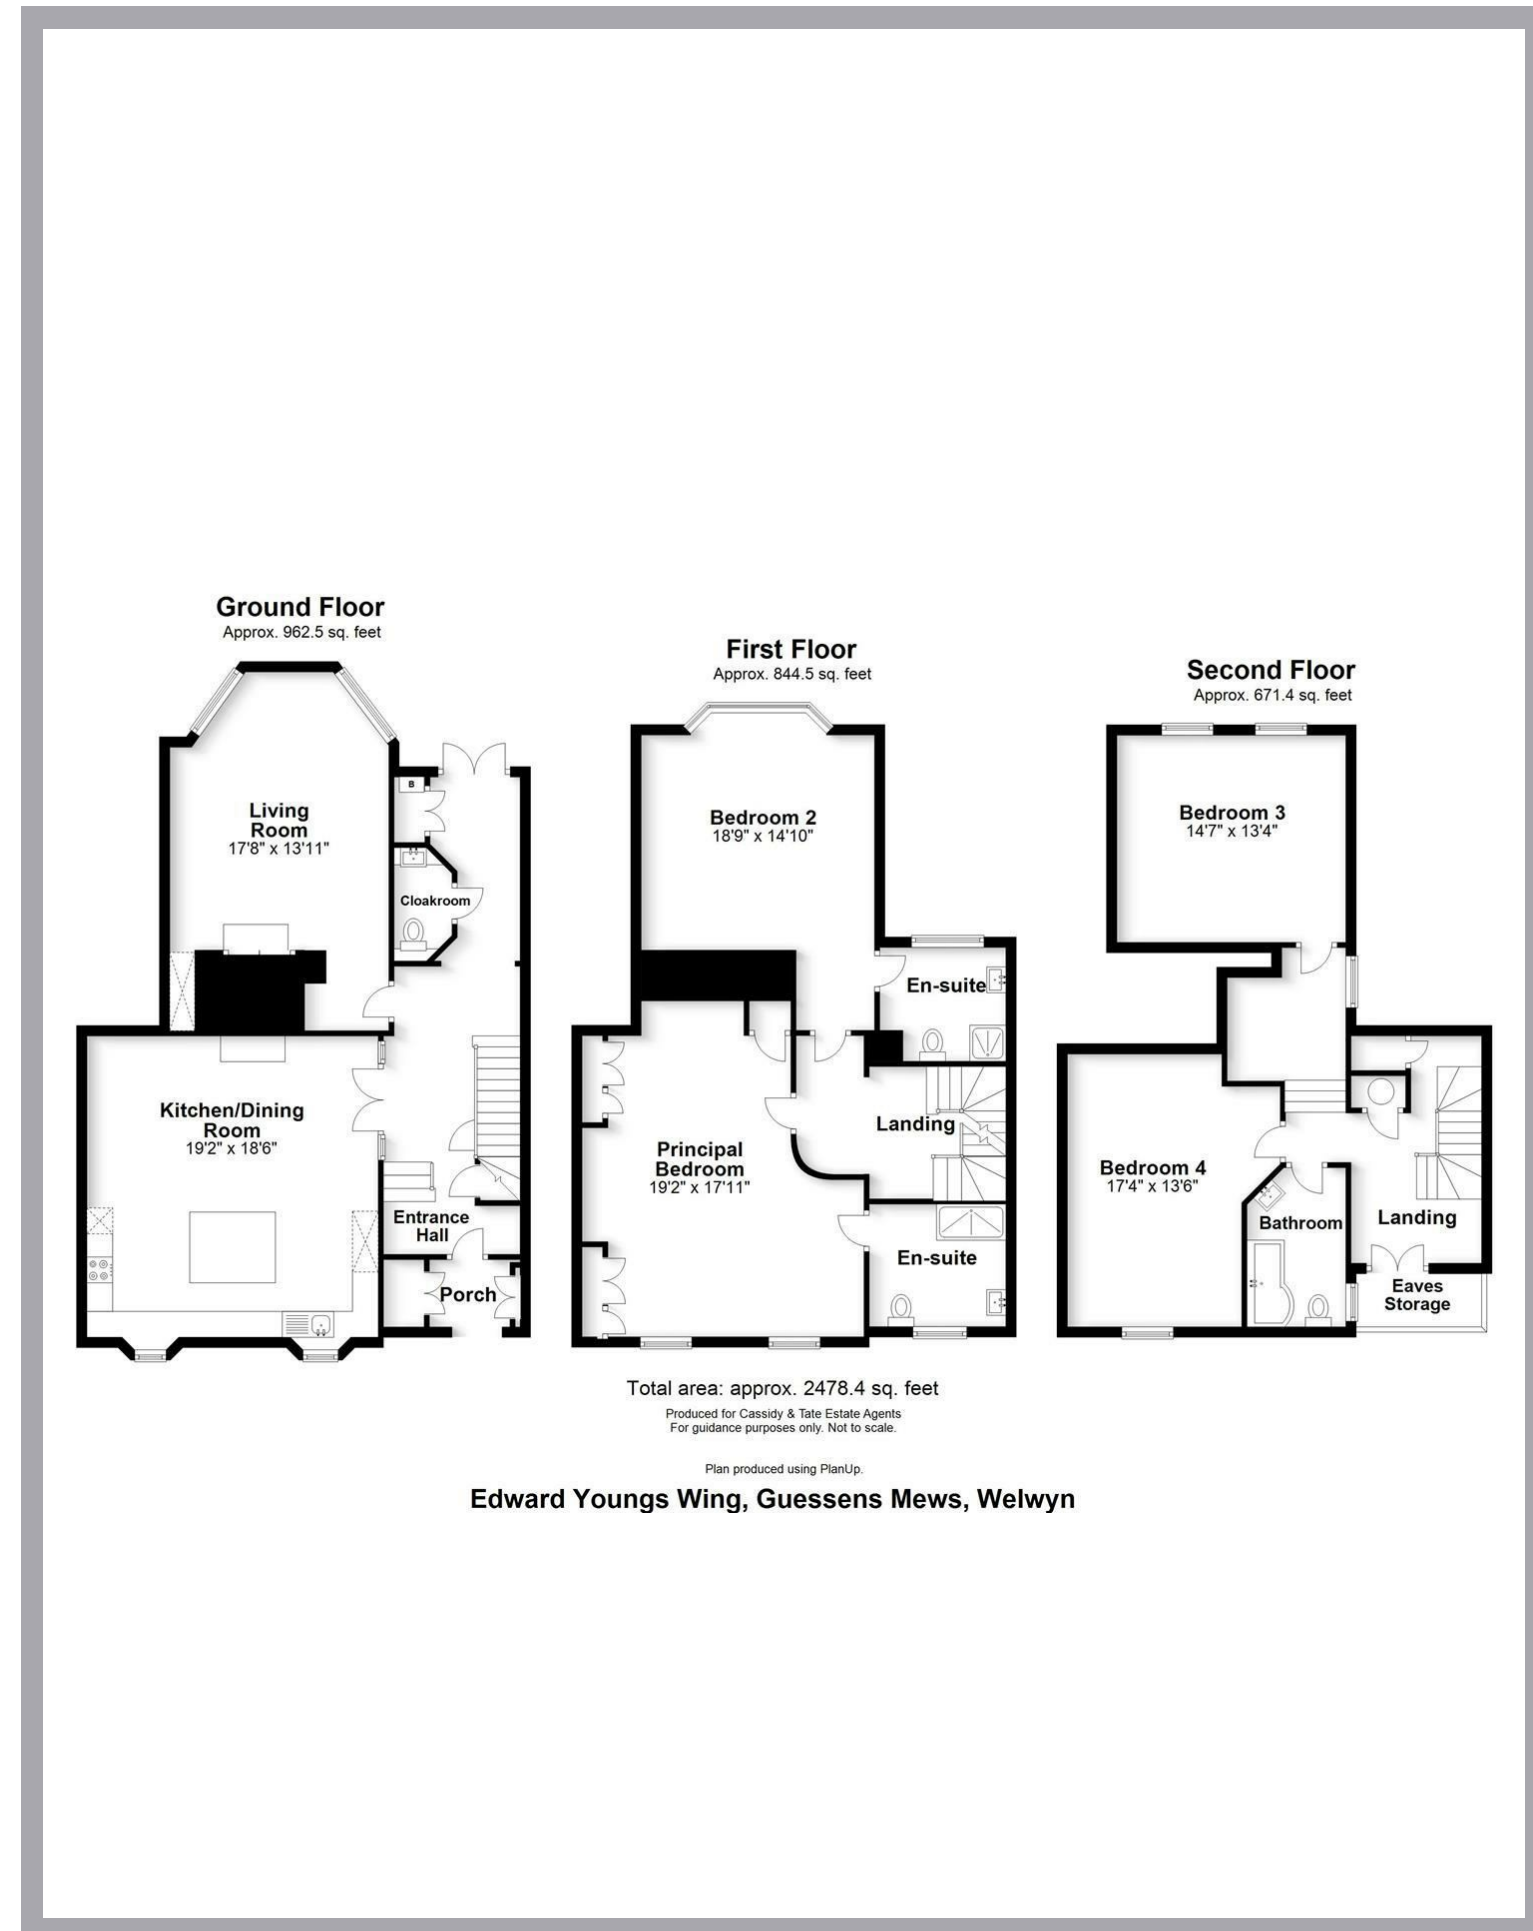 Ground Floor
Approx. 962.5 sq. feet
Living
Room
17'8" x 13'11"
B
Cloakroom
Kitchen/Dining
Room
19'2" x 18'6"
Entrance
Hall
Porch
First Floor
Approx. 844.5 sq. feet
Bedroom 2
18'9" x 14'10"
En-suite
Landing
Principal
Bedroom
19'2" x 17'11"
En-suite
Second Floor
Approx. 671.4 sq. feet
Bedroom 3
14'7" x 13'4"
Bedroom 4
17'4" x 13'6"
Bathroom
Landing
Eaves
Storage
Total area: approx. 2478.4 sq. feet
Produced for Cassidy & Tate Estate Agents
For guidance purposes only. Not to scale.
Plan produced using PlanUp.
Edward Youngs Wing, Guessens Mews, Welwyn